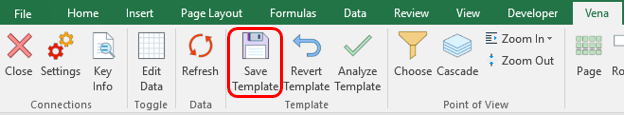 File Home Insert Page Layout Formulas Data Review View Developer Vena
Close Settings Key Info Edit Data Refresh Save Template Revert Template Analyze Template Choose Cascade Zoom In Zoom Out Page
Connections Toggle Data Template Point of View